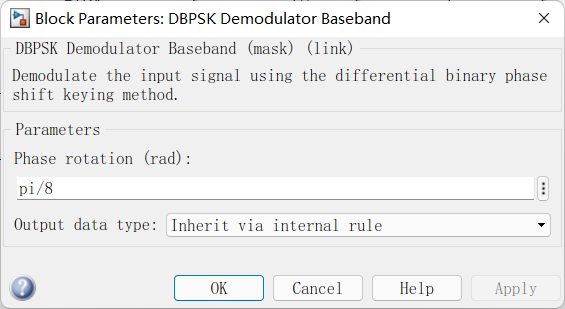 Block Parameters: DBPSK Demodulator Baseband
DBPSK Demodulator Baseband (mask) (link)
Demodulate the input signal using the differential binary phase
shift keying method.
Parameters
Phase rotation (rad):
pi/8
Output data type: Inherit via internal rule
OK Cancel Help Apply